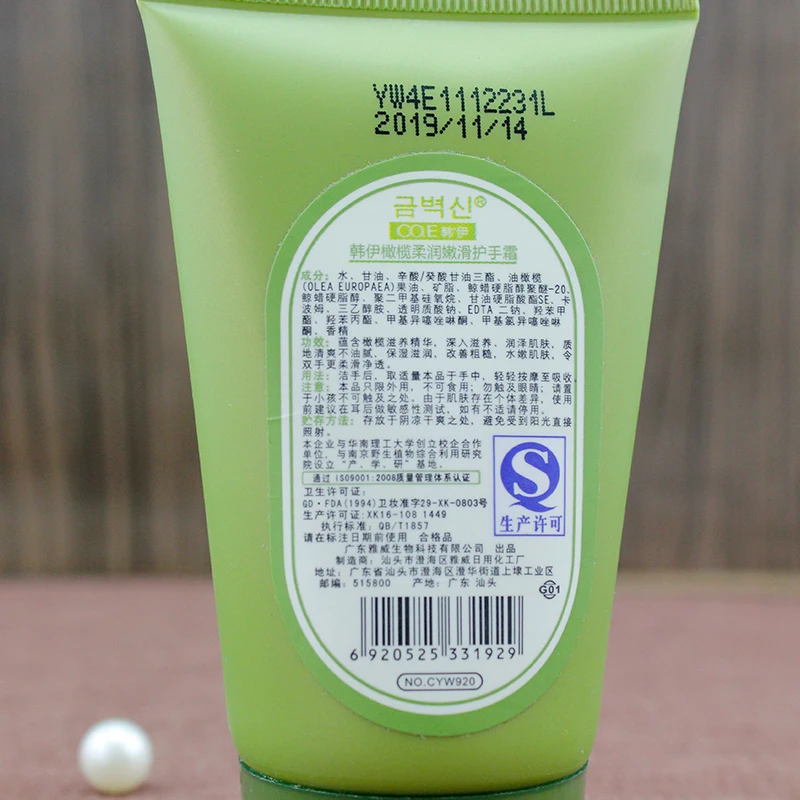 YW4E1112231L
2019/11/14
금벽신®
CO.E 韩伊
韩伊橄榄柔润嫩滑护手霜
成分：水、甘油、辛酸/癸酸甘油三酯、油橄榄
(OLEA EUROPAEA)果油、矿脂、鲸蜡硬脂醇聚醚-20、
鲸蜡硬脂醇、聚二甲基硅氧烷、甘油硬脂酸酯SE、卡
波姆、三乙醇胺、透明质酸钠、EDTA 二钠、羟苯甲
酯、羟苯丙酯、甲基异噻唑啉酮、甲基氯异噻唑啉
酮、香精
功效：蕴含橄榄滋养精华，深入滋养、润泽肌肤，质
地清爽不油腻，保湿滋润，改善粗糙，水嫩肌肤，令
双手更柔滑净透。
用法：洁手后，取适量本品于手中，轻轻按摩至吸收
注意：本品只限外用，不可食用；勿触及眼睛；请置
于小孩不可触及之处。由于肌肤存在个体差异，使用
前建议在耳后做敏感性测试，如有不适请停用。
贮存方法：存放于阴凉干爽之处，避免受到阳光直接
照射。
本企业与华南理工大学创立校企合作
单位，与南京野生植物综合利用研究
院设立“产、学、研”基地。
通过 ISO9001:2008质量管理体系认证
卫生许可证：
GD·FDA(1994)卫妆准字29-XK-0803号
生产许可证：XK16-108 1449
执行标准：QB/T1857
请在标注日期前使用 合格品
S
生产许可
广东雅威生物科技有限公司 出品
制造商：汕头市澄海区雅威日用化工厂
地址：广东省汕头市澄海区澄华街道上埭工业区
邮编：515800 产地：广东 汕头
G01
6 920525 331929
NO.CYW920